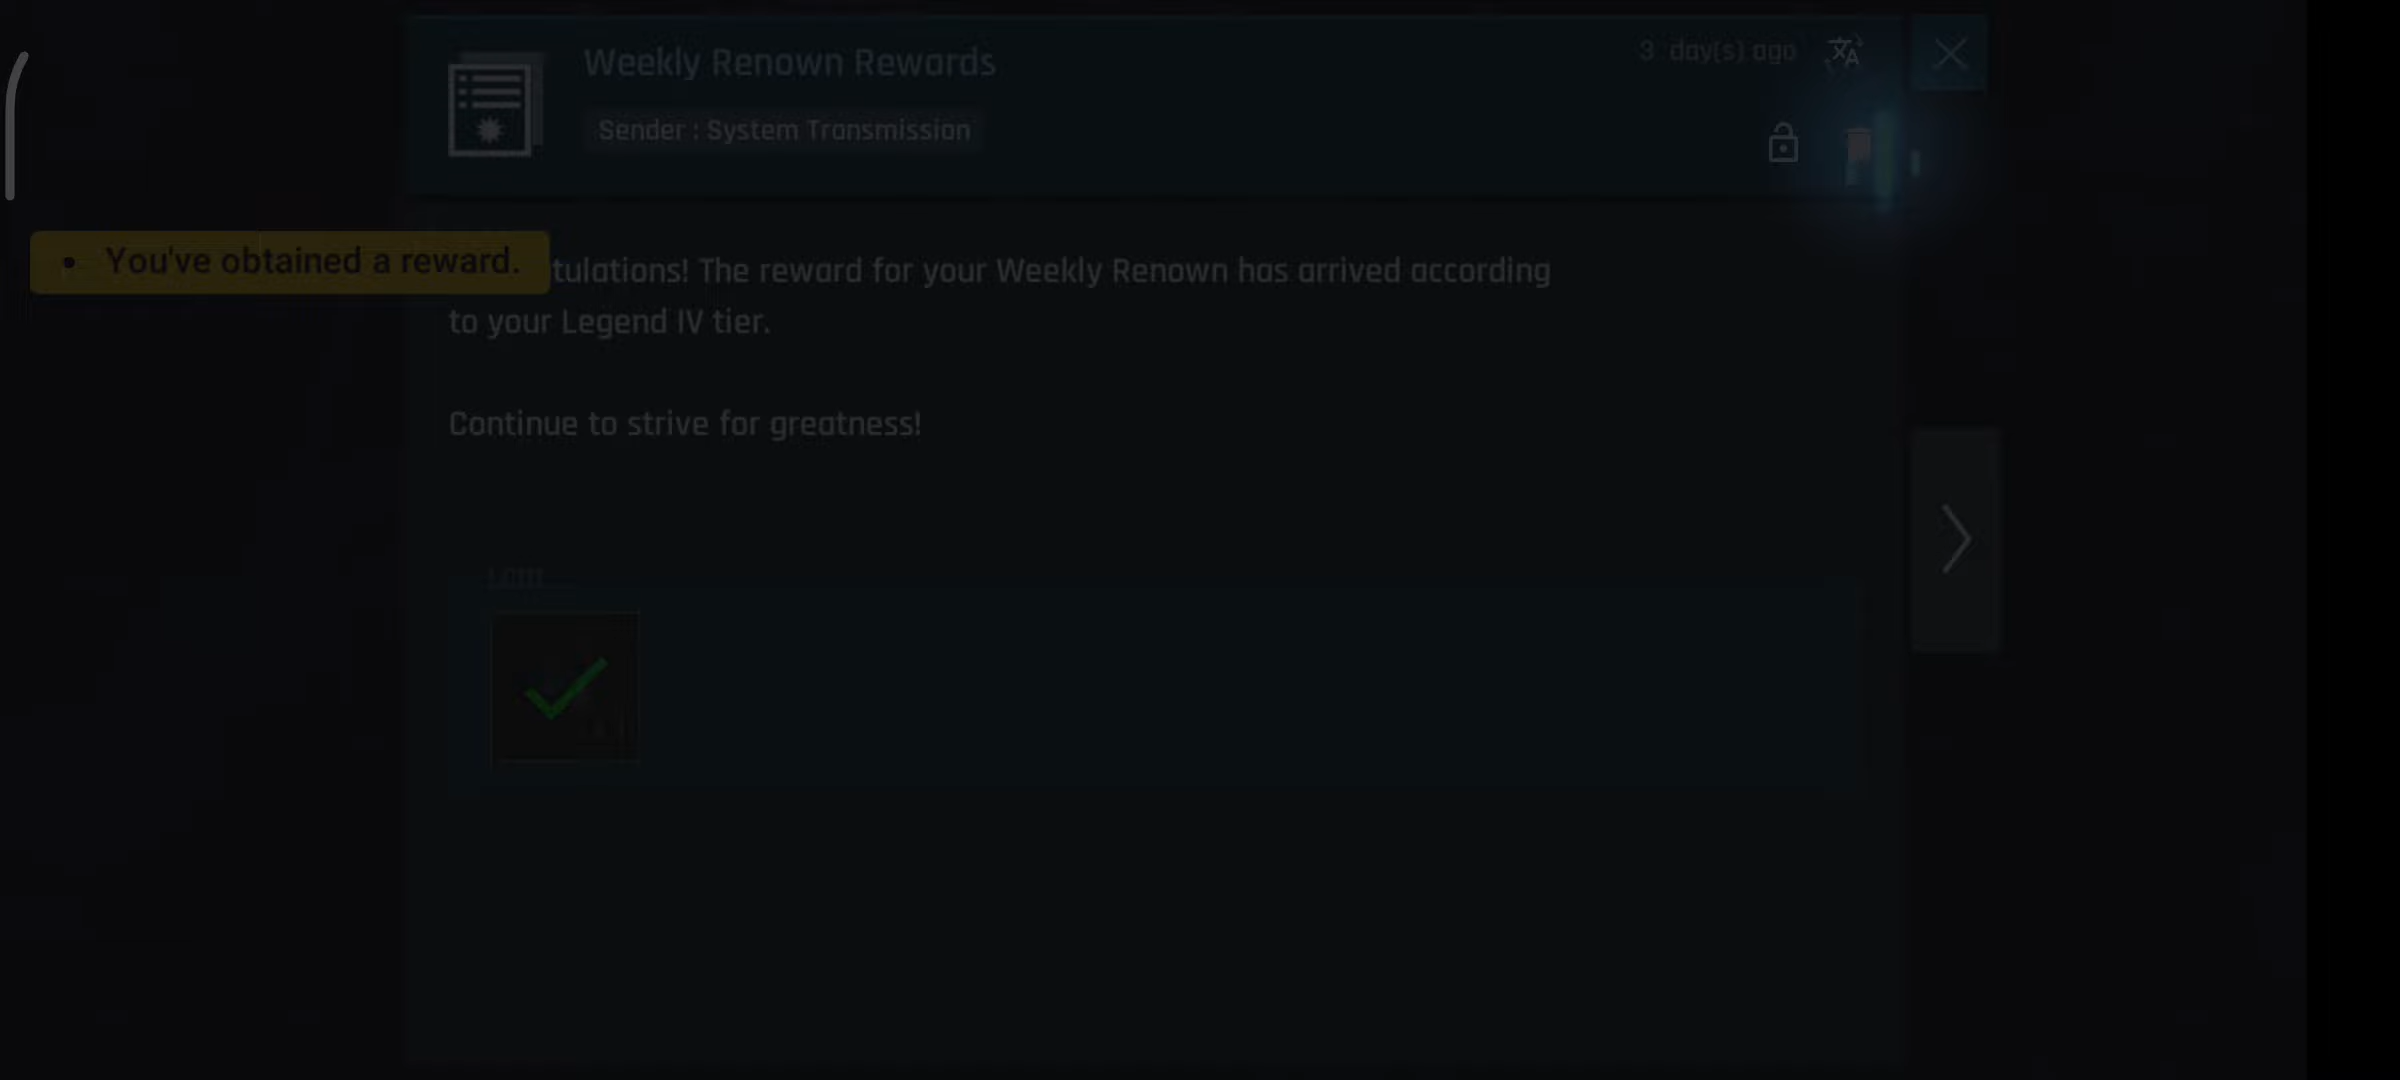 Weekly Renown Rewards
3 day(s) ago
Sender : System Transmission
• You've obtained a reward.
tulations! The reward for your Weekly Renown has arrived according
to your Legend IV tier.
Continue to strive for greatness!